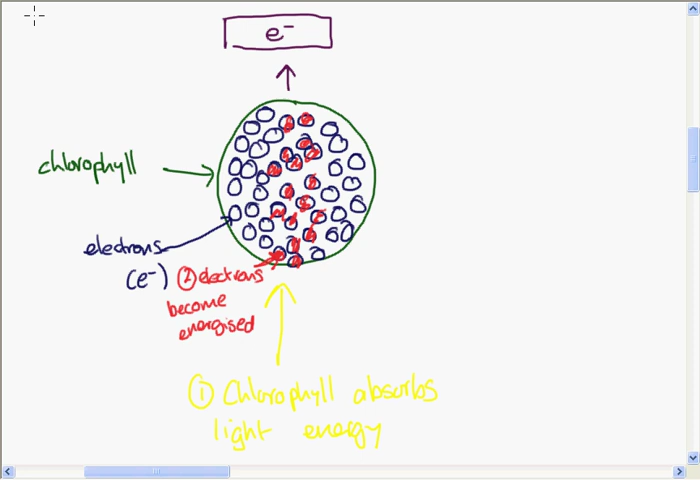 e⁻
chlorophyll
electrons
(e⁻)
② electrons
become
energised
① Chlorophyll absorbs
light energy